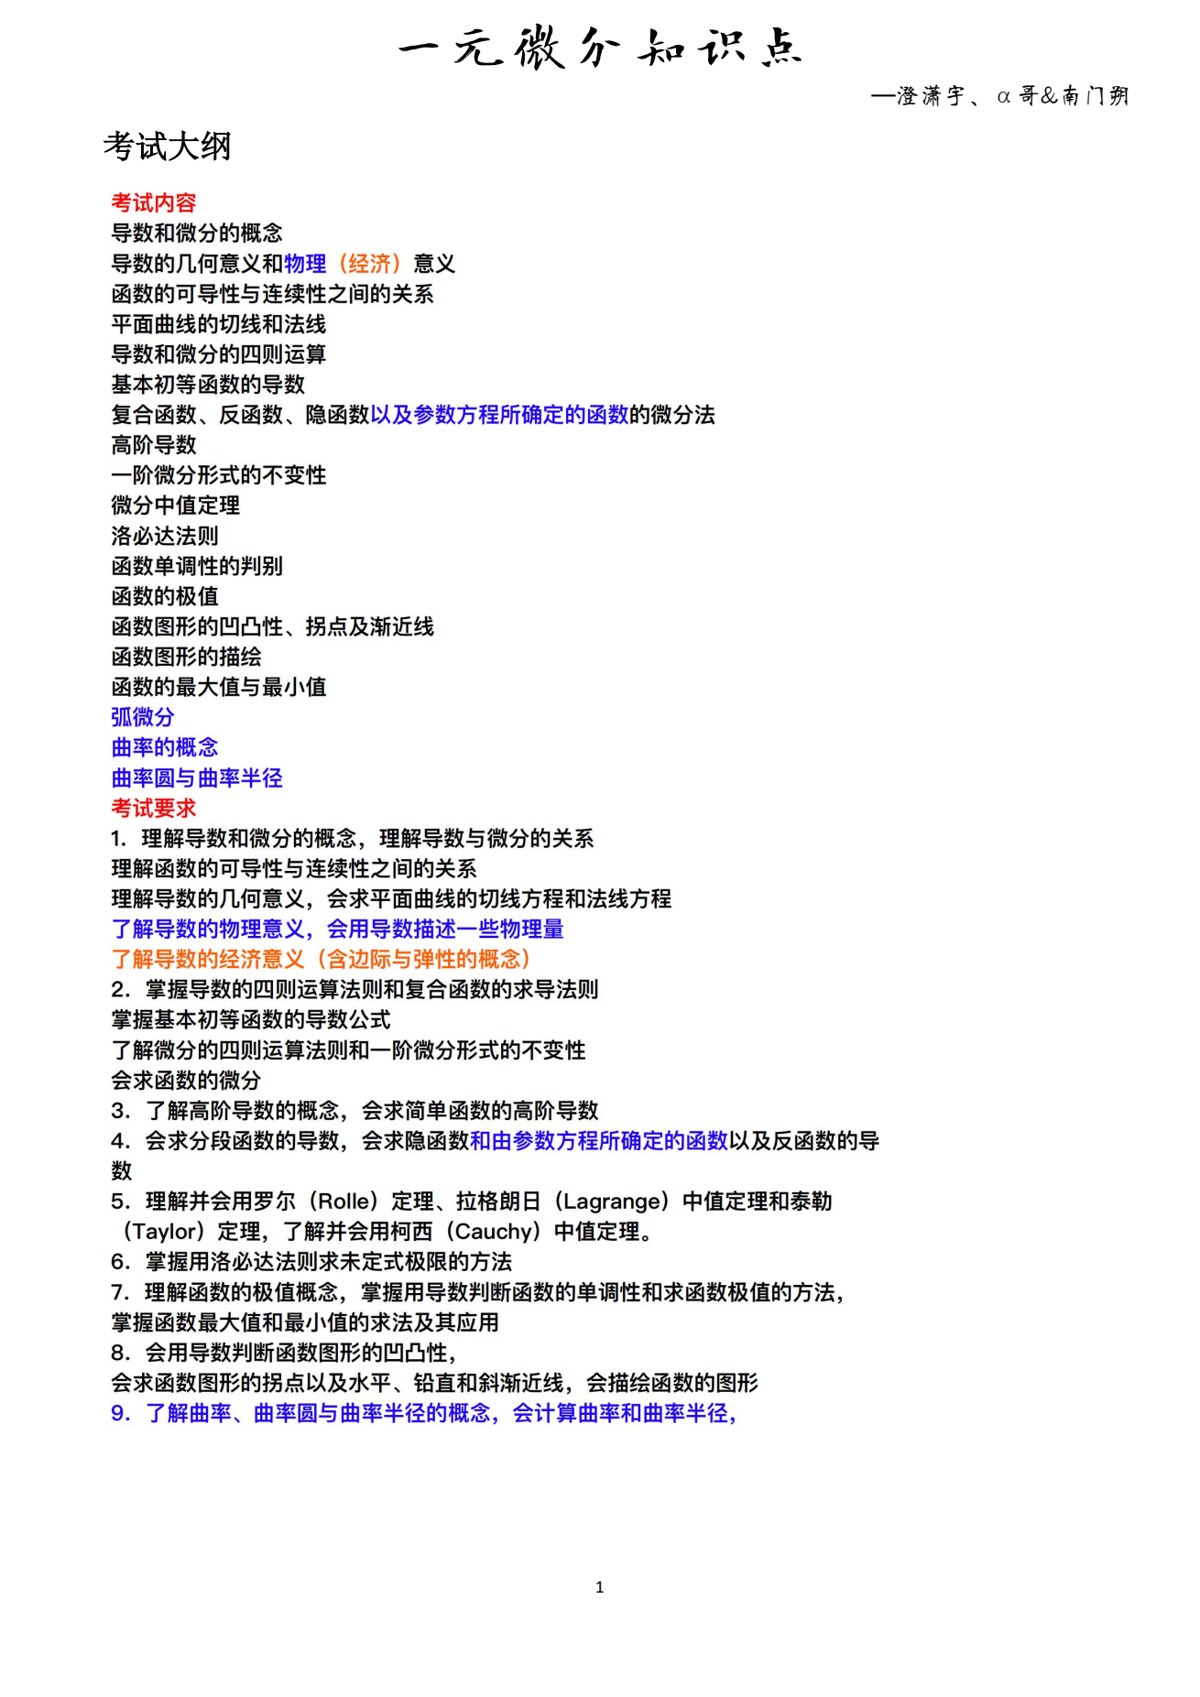 一元微分知识点
—澄潇宇、α哥&南门朔
考试大纲
考试内容
导数和微分的概念
导数的几何意义和物理（经济）意义
函数的可导性与连续性之间的关系
平面曲线的切线和法线
导数和微分的四则运算
基本初等函数的导数
复合函数、反函数、隐函数以及参数方程所确定的函数的微分法
高阶导数
一阶微分形式的不变性
微分中值定理
洛必达法则
函数单调性的判别
函数的极值
函数图形的凹凸性、拐点及渐近线
函数图形的描绘
函数的最大值与最小值
弧微分
曲率的概念
曲率圆与曲率半径
考试要求
1. 理解导数和微分的概念，理解导数与微分的关系
理解函数的可导性与连续性之间的关系
理解导数的几何意义，会求平面曲线的切线方程和法线方程
了解导数的物理意义，会用导数描述一些物理量
了解导数的经济意义（含边际与弹性的概念）
2. 掌握导数的四则运算法则和复合函数的求导法则
掌握基本初等函数的导数公式
了解微分的四则运算法则和一阶微分形式的不变性
会求函数的微分
3. 了解高阶导数的概念，会求简单函数的高阶导数
4. 会求分段函数的导数，会求隐函数和由参数方程所确定的函数以及反函数的导
数
5. 理解并会用罗尔（Rolle）定理、拉格朗日（Lagrange）中值定理和泰勒
（Taylor）定理，了解并会用柯西（Cauchy）中值定理。
6. 掌握用洛必达法则求未定式极限的方法
7. 理解函数的极值概念，掌握用导数判断函数的单调性和求函数极值的方法，
掌握函数最大值和最小值的求法及其应用
8. 会用导数判断函数图形的凹凸性，
会求函数图形的拐点以及水平、铅直和斜渐近线，会描绘函数的图形
9. 了解曲率、曲率圆与曲率半径的概念，会计算曲率和曲率半径，
1